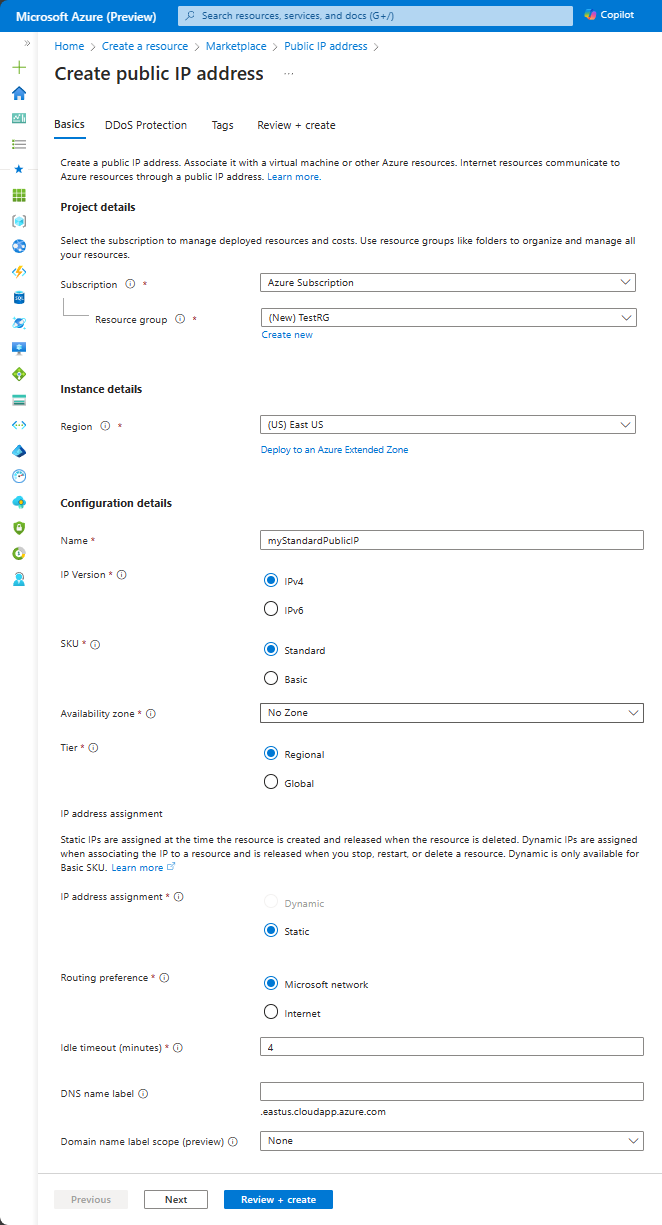 Microsoft Azure (Preview)
Search resources, services, and docs (G+/)
Copilot
Home > Create a resource > Marketplace > Public IP address >
Create public IP address ...
Basics DDoS Protection Tags Review + create
Create a public IP address. Associate it with a virtual machine or other Azure resources. Internet resources communicate to
Azure resources through a public IP address. Learn more.
Project details
Select the subscription to manage deployed resources and costs. Use resource groups like folders to organize and manage all
your resources.
Subscription * Azure Subscription
Resource group * (New) TestRG
Create new
Instance details
Region * (US) East US
Deploy to an Azure Extended Zone
Configuration details
Name * myStandardPublicIP
IP Version * IPv4
IPv6
SKU * Standard
Basic
Availability zone * No Zone
Tier * Regional
Global
IP address assignment
Static IPs are assigned at the time the resource is created and released when the resource is deleted. Dynamic IPs are assigned
when associating the IP to a resource and is released when you stop, restart, or delete a resource. Dynamic is only available for
Basic SKU. Learn more
IP address assignment * Dynamic
Static
Routing preference * Microsoft network
Internet
Idle timeout (minutes) * 4
DNS name label
.eastus.cloudapp.azure.com
Domain name label scope (preview) None
Previous Next Review + create